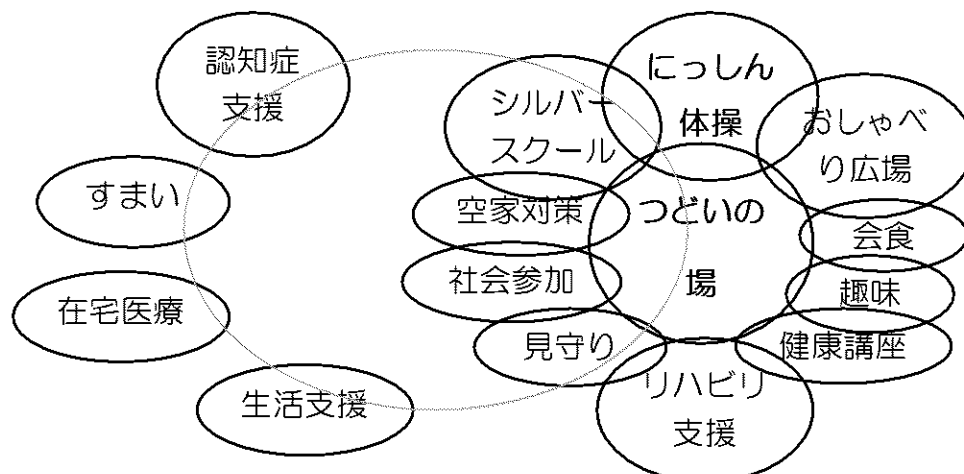 認知症
支援
すまい
在宅医療
生活支援
シルバー
スクール
空家対策
社会参加
見守り
にっしん
体操
つどいの
場
リハビリ
支援
おしゃべ
り広場
会食
趣味
健康講座